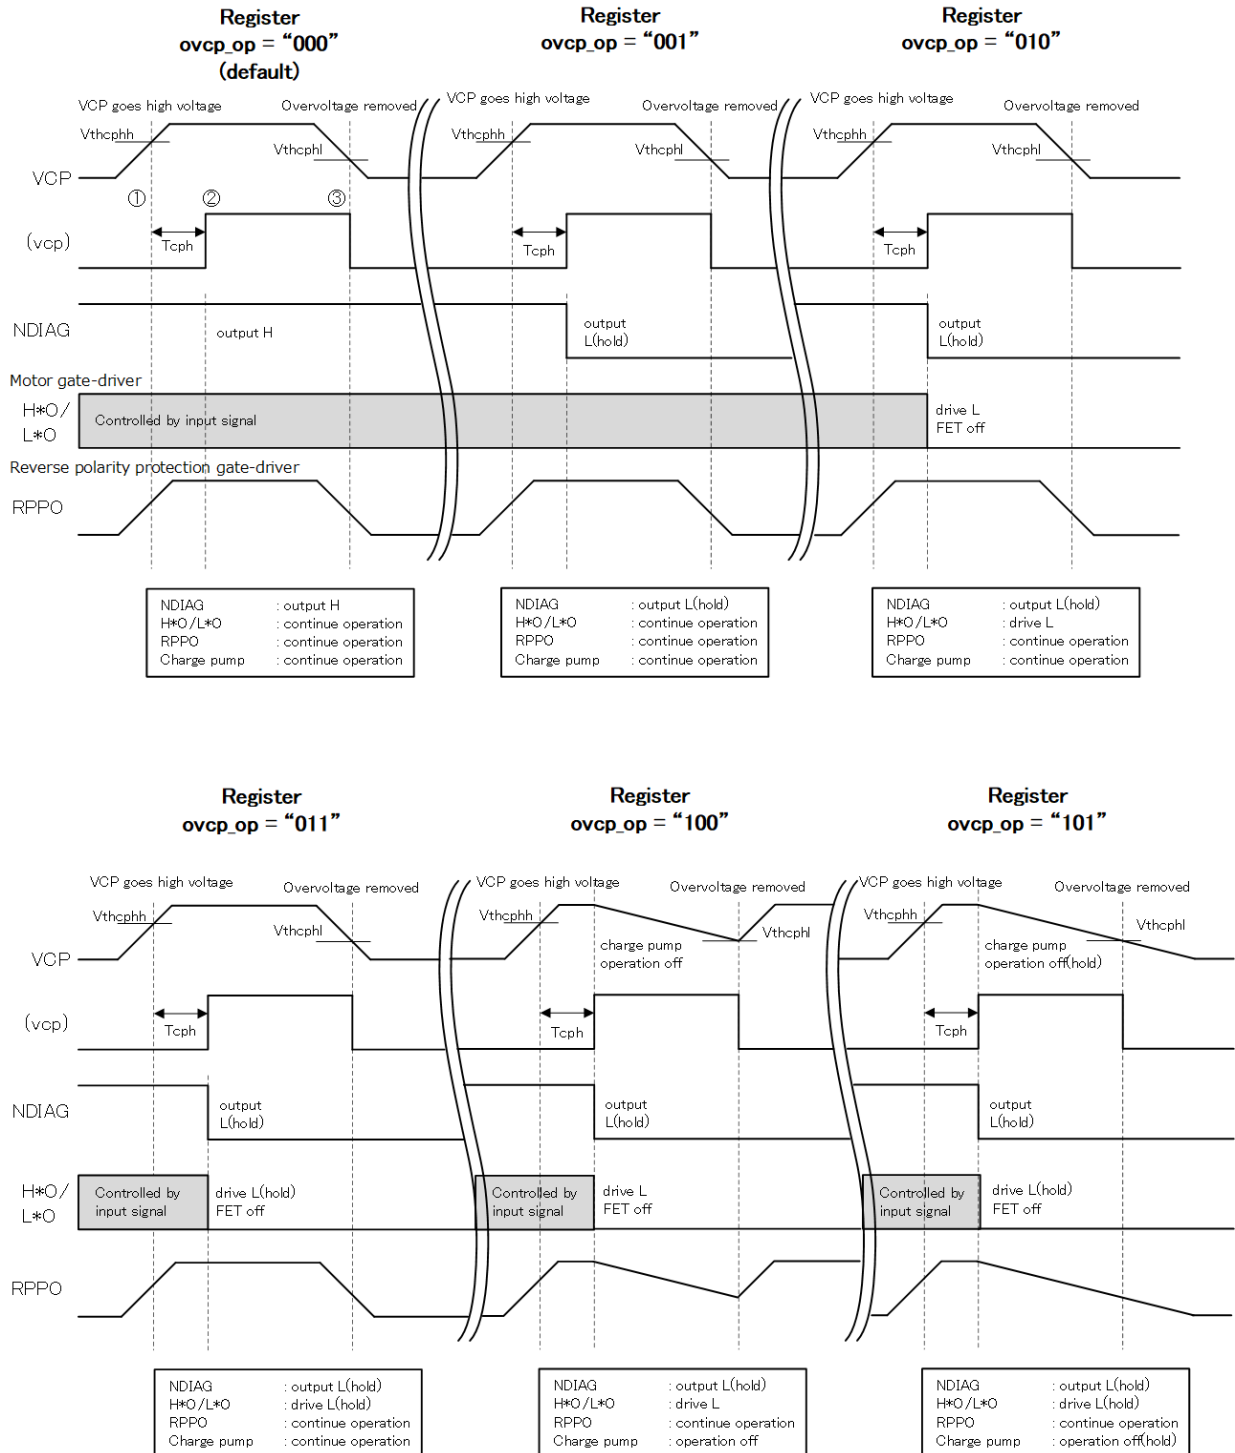 Register
ovcp_op = “000”
(default)
Register
ovcp_op = “001”
Register
ovcp_op = “010”
VCP goes high voltage
Overvoltage removed
VCP goes high voltage
Overvoltage removed
VCP goes high voltage
Overvoltage removed
Vthcphh
Vthcphl
Vthcphh
Vthcphl
Vthcphh
Vthcphl
VCP
① ② ③
(vcp)
Tcph
Tcph
Tcph
NDIAG
output H
output
L(hold)
output
L(hold)
Motor gate-driver
H*O/
L*O
Controlled by input signal
drive L
FET off
Reverse polarity protection gate-driver
RPPO
NDIAG : output H
H*O/L*O : continue operation
RPPO : continue operation
Charge pump : continue operation
NDIAG : output L(hold)
H*O/L*O : continue operation
RPPO : continue operation
Charge pump : continue operation
NDIAG : output L(hold)
H*O/L*O : drive L
RPPO : continue operation
Charge pump : continue operation
Register
ovcp_op = “011”
Register
ovcp_op = “100”
Register
ovcp_op = “101”
VCP goes high voltage
Overvoltage removed
VCP goes high voltage
Overvoltage removed
VCP goes high voltage
Overvoltage removed
Vthcphh
Vthcphl
Vthcphh
Vthcphl
Vthcphh
Vthcphl
VCP
charge pump
operation off
charge pump
operation off(hold)
(vcp)
Tcph
Tcph
Tcph
NDIAG
output
L(hold)
output
L(hold)
output
L(hold)
H*O/
L*O
Controlled by
input signal
drive L(hold)
FET off
Controlled by
input signal
drive L
FET off
Controlled by
input signal
drive L(hold)
FET off
RPPO
NDIAG : output L(hold)
H*O/L*O : drive L(hold)
RPPO : continue operation
Charge pump : continue operation
NDIAG : output L(hold)
H*O/L*O : drive L
RPPO : continue operation
Charge pump : operation off
NDIAG : output L(hold)
H*O/L*O : drive L(hold)
RPPO : continue operation
Charge pump : operation off(hold)